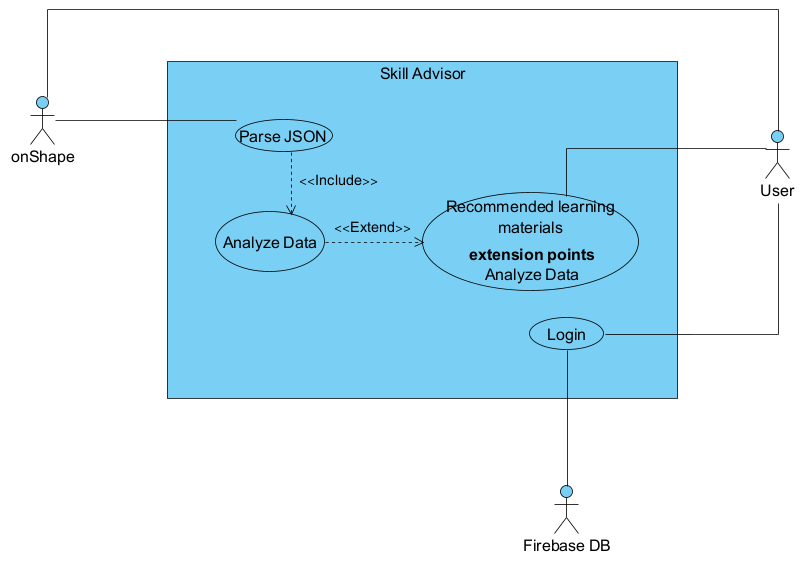 Skill Advisor
onShape
Parse JSON
<<Include>>
User
Recommended learning
materials
<<Extend>>
Analyze Data
extension points
Analyze Data
Login
Firebase DB